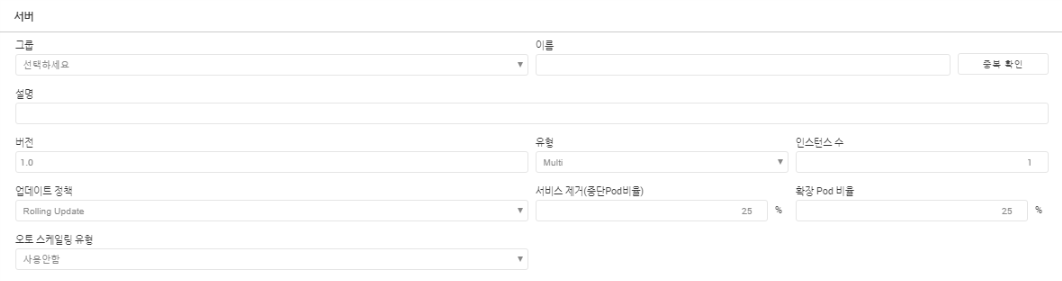 서버
그룹 이름
선택하세요 ▼ 중복 확인
설명
버전 유형 인스턴스 수
1.0 Multi ▼ 1
업데이트 정책 서비스 제거(중단Pod비율) 확장 Pod 비율
Rolling Update ▼ 25 % 25 %
오토 스케일링 유형
사용안함 ▼